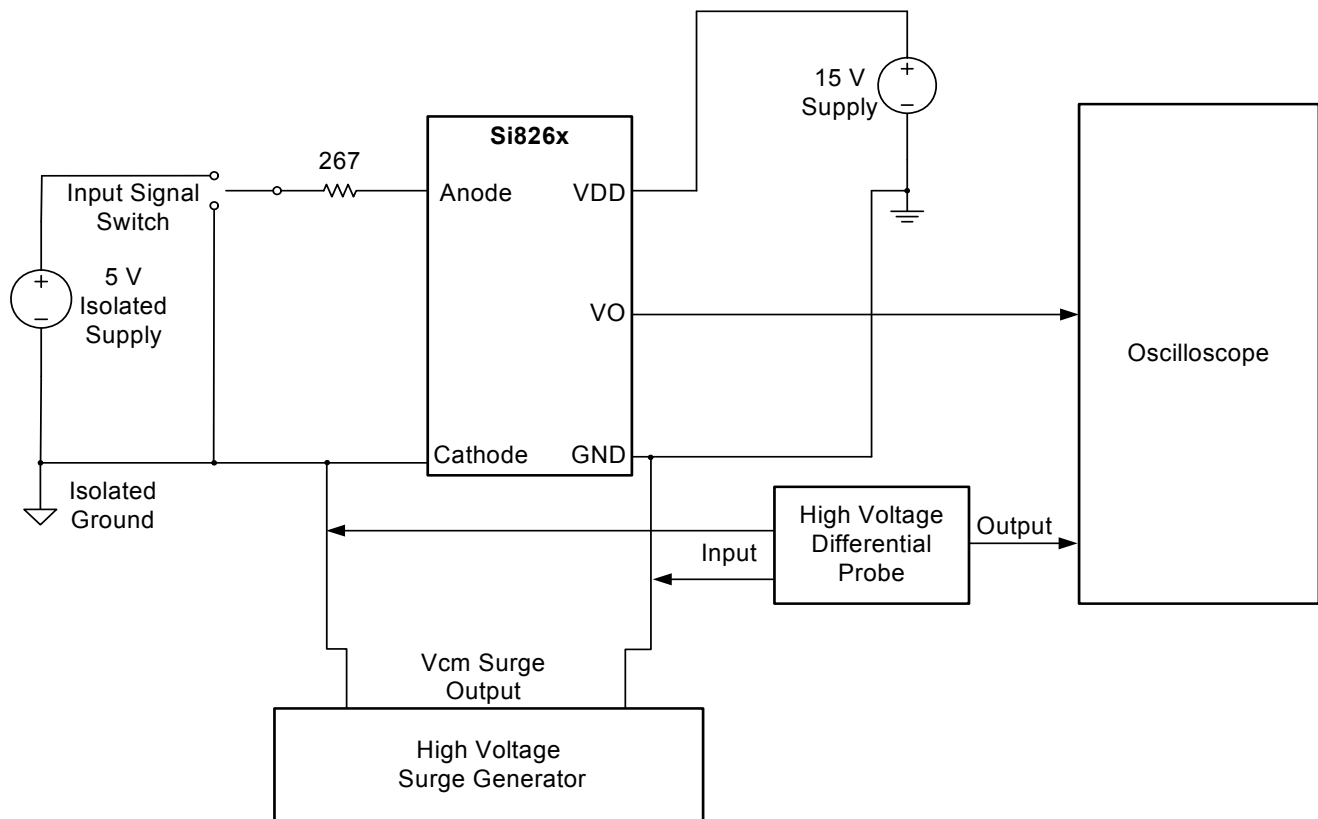 15 V
Supply
+
−
Si826x
267
Input Signal
Switch
Anode
VDD
5 V
Isolated
Supply
+
−
VO
Oscilloscope
Cathode
GND
Isolated
Ground
High Voltage
Differential
Probe
Input
Output
Vcm Surge
Output
High Voltage
Surge Generator